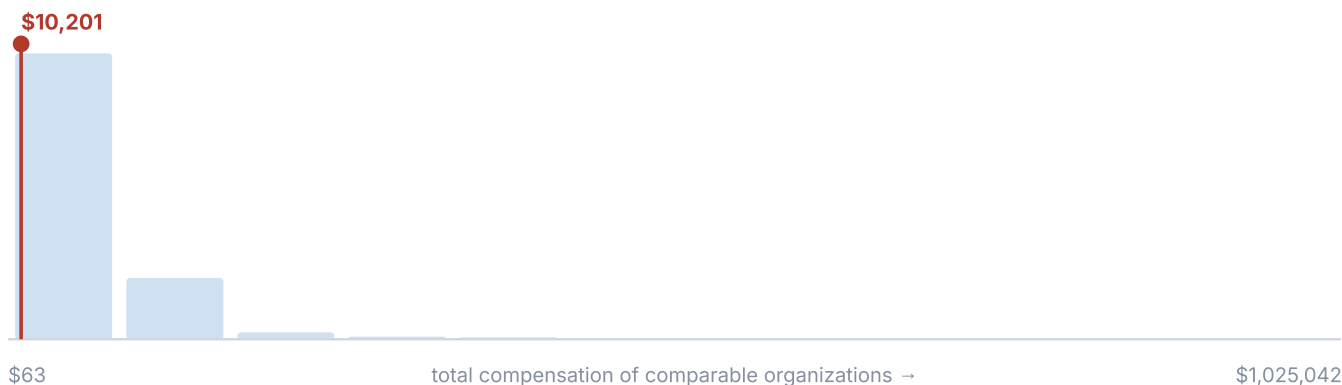 $10,201
$63
total compensation of comparable organizations →
$1,025,042